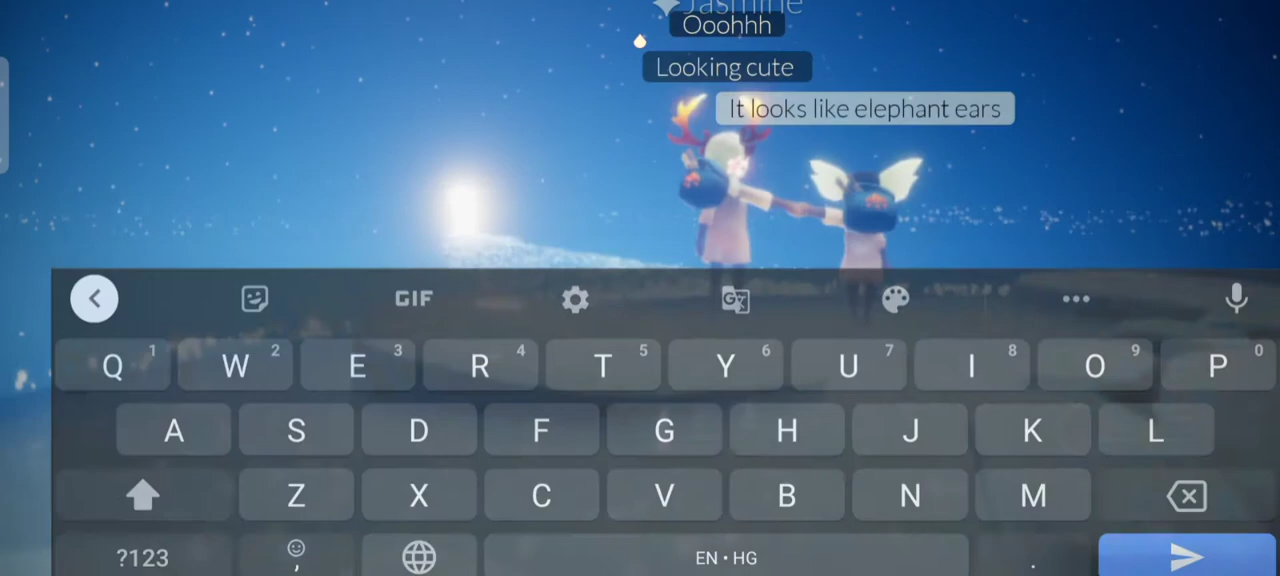 Jasmine
Ooohhh
Looking cute
It looks like elephant ears
GIF
Q 1 W 2 E 3 R 4 T 5 Y 6 U 7 I 8 O 9 P 0
A S D F G H J K L
Z X C V B N M
?123 , EN • HG .